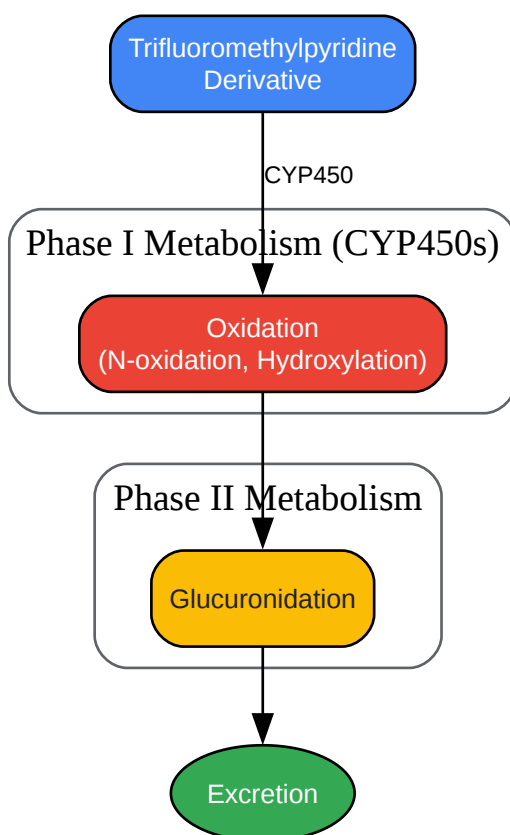 Trifluoromethylpyridine
Derivative
CYP450
Phase I Metabolism (CYP450s)
Oxidation
(N-oxidation, Hydroxylation)
Phase II Metabolism
Glucuronidation
Excretion